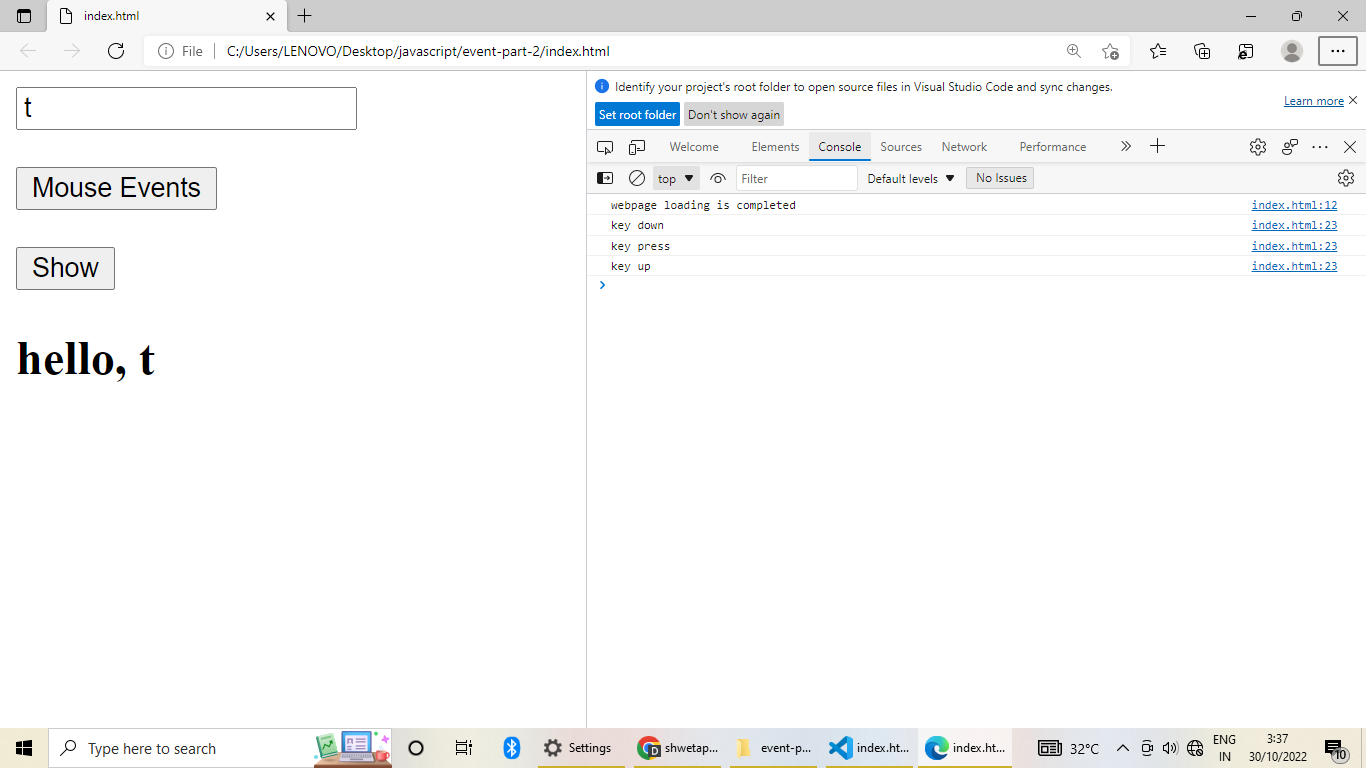 index.html
File
C:/Users/LENOVO/Desktop/javascript/event-part-2/index.html
t
Mouse Events
Show
hello, t
Identify your project's root folder to open source files in Visual Studio Code and sync changes.
Learn more
Set root folder Don't show again
Welcome Elements Console Sources Network Performance
top Filter Default levels No Issues
webpage loading is completed index.html:12
key down index.html:23
key press index.html:23
key up index.html:23
Type here to search
Settings
shwetap...
event-p...
index.ht...
index.ht...
32°C
ENG
IN
3:37
30/10/2022
10